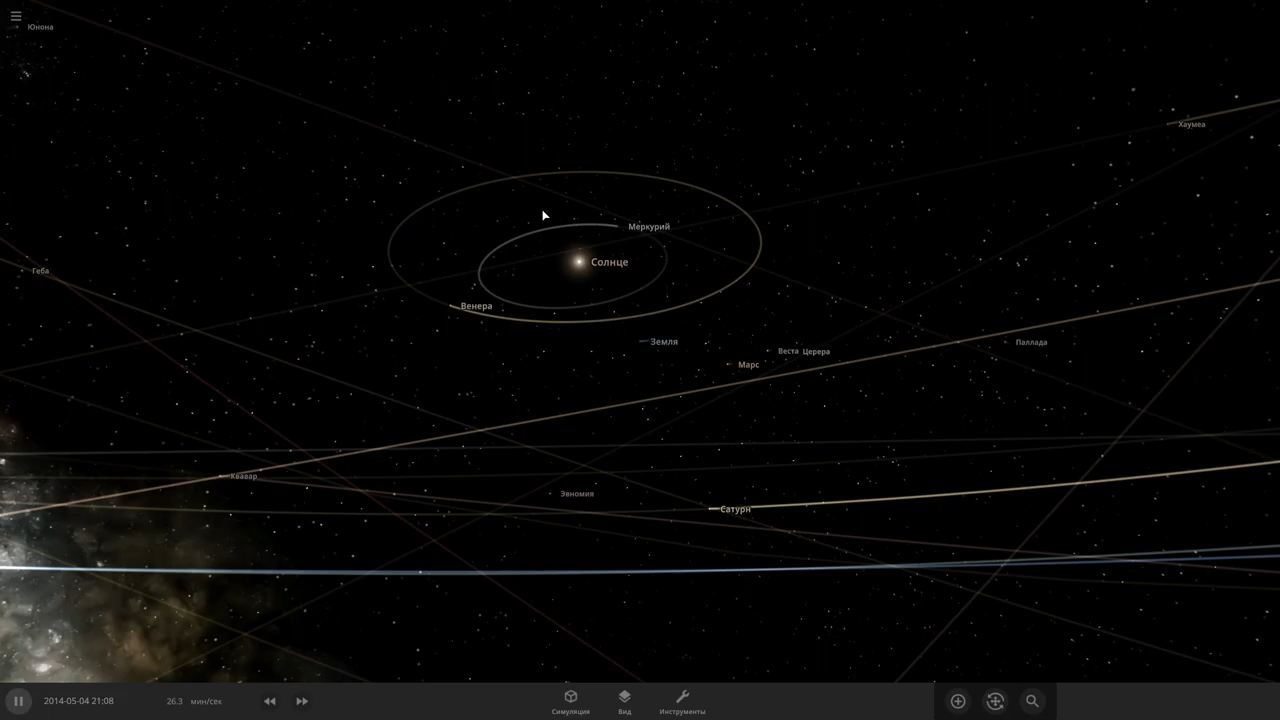 Юнона
Хаумеа
Меркурий
Солнце
Геба
Венера
Земля
Паллада
Веста Церера
Марс
Квавар
Эвномия
Сатурн
2014-05-04 21:08 26.3 мин/сек
Симуляция Вид Инструменты